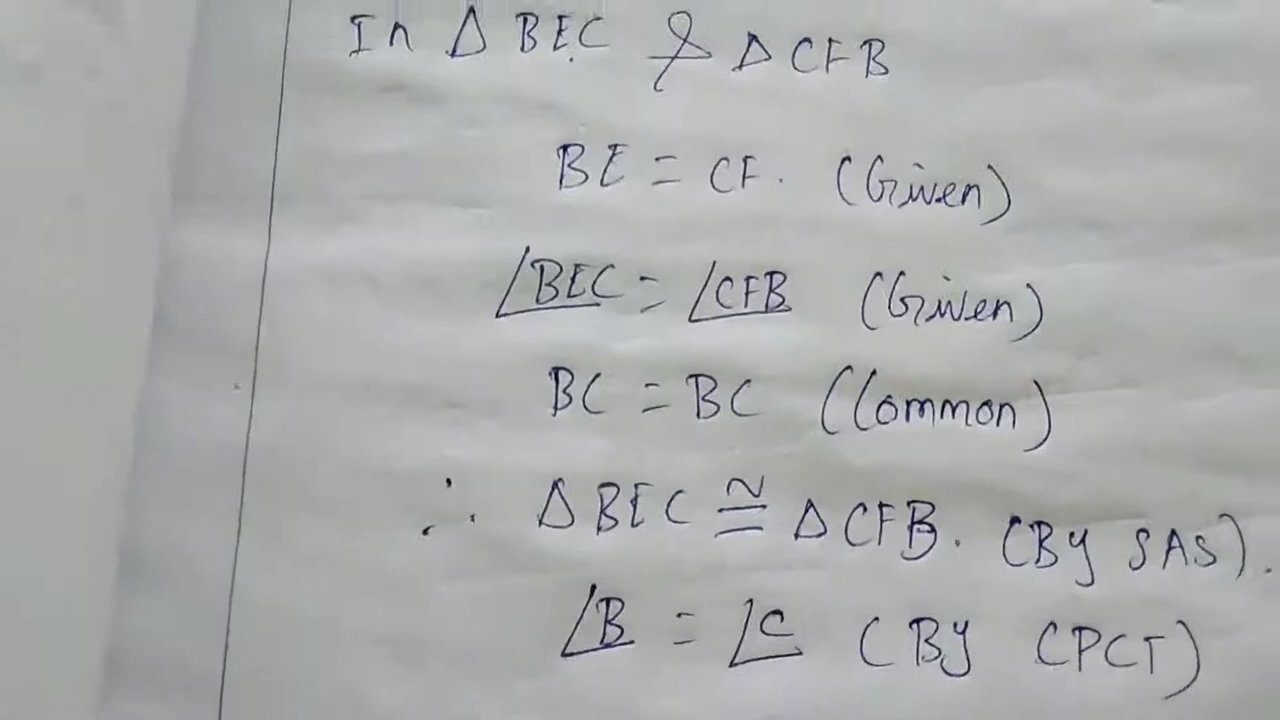 In Δ BEC & Δ CFB
BE = CF. (Given)
∠BEC = ∠CFB (Given)
BC = BC (Common)
∴ Δ BEC ≅ Δ CFB. (By SAS).
∠B = ∠C (By CPCT)